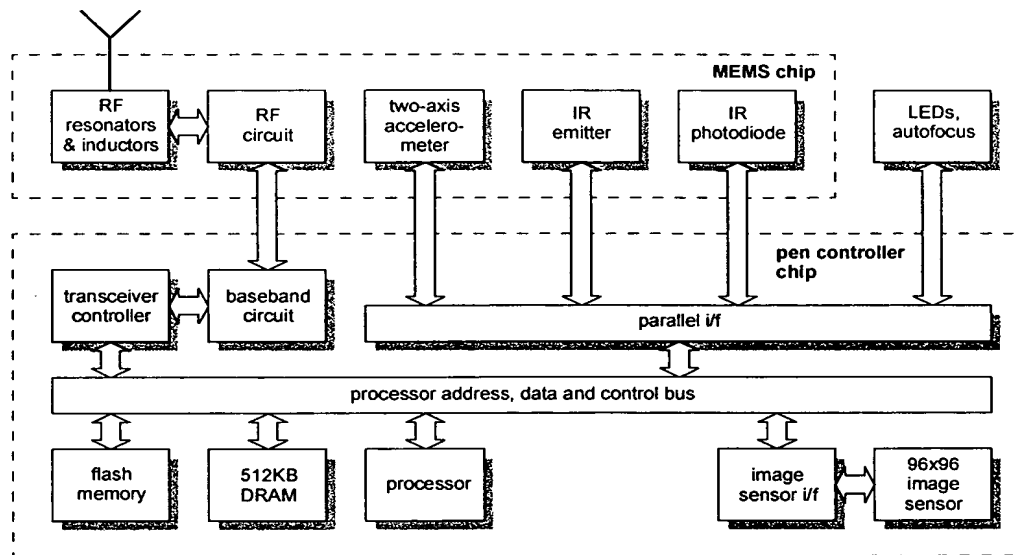 MEMS chip
RF
resonators
& inductors
RF
circuit
two-axis
accelero-
meter
IR
emitter
IR
photodiode
LEDs,
autofocus
pen controller
chip
transceiver
controller
baseband
circuit
parallel i/f
processor address, data and control bus
flash
memory
512KB
DRAM
processor
image
sensor i/f
96x96
image
sensor